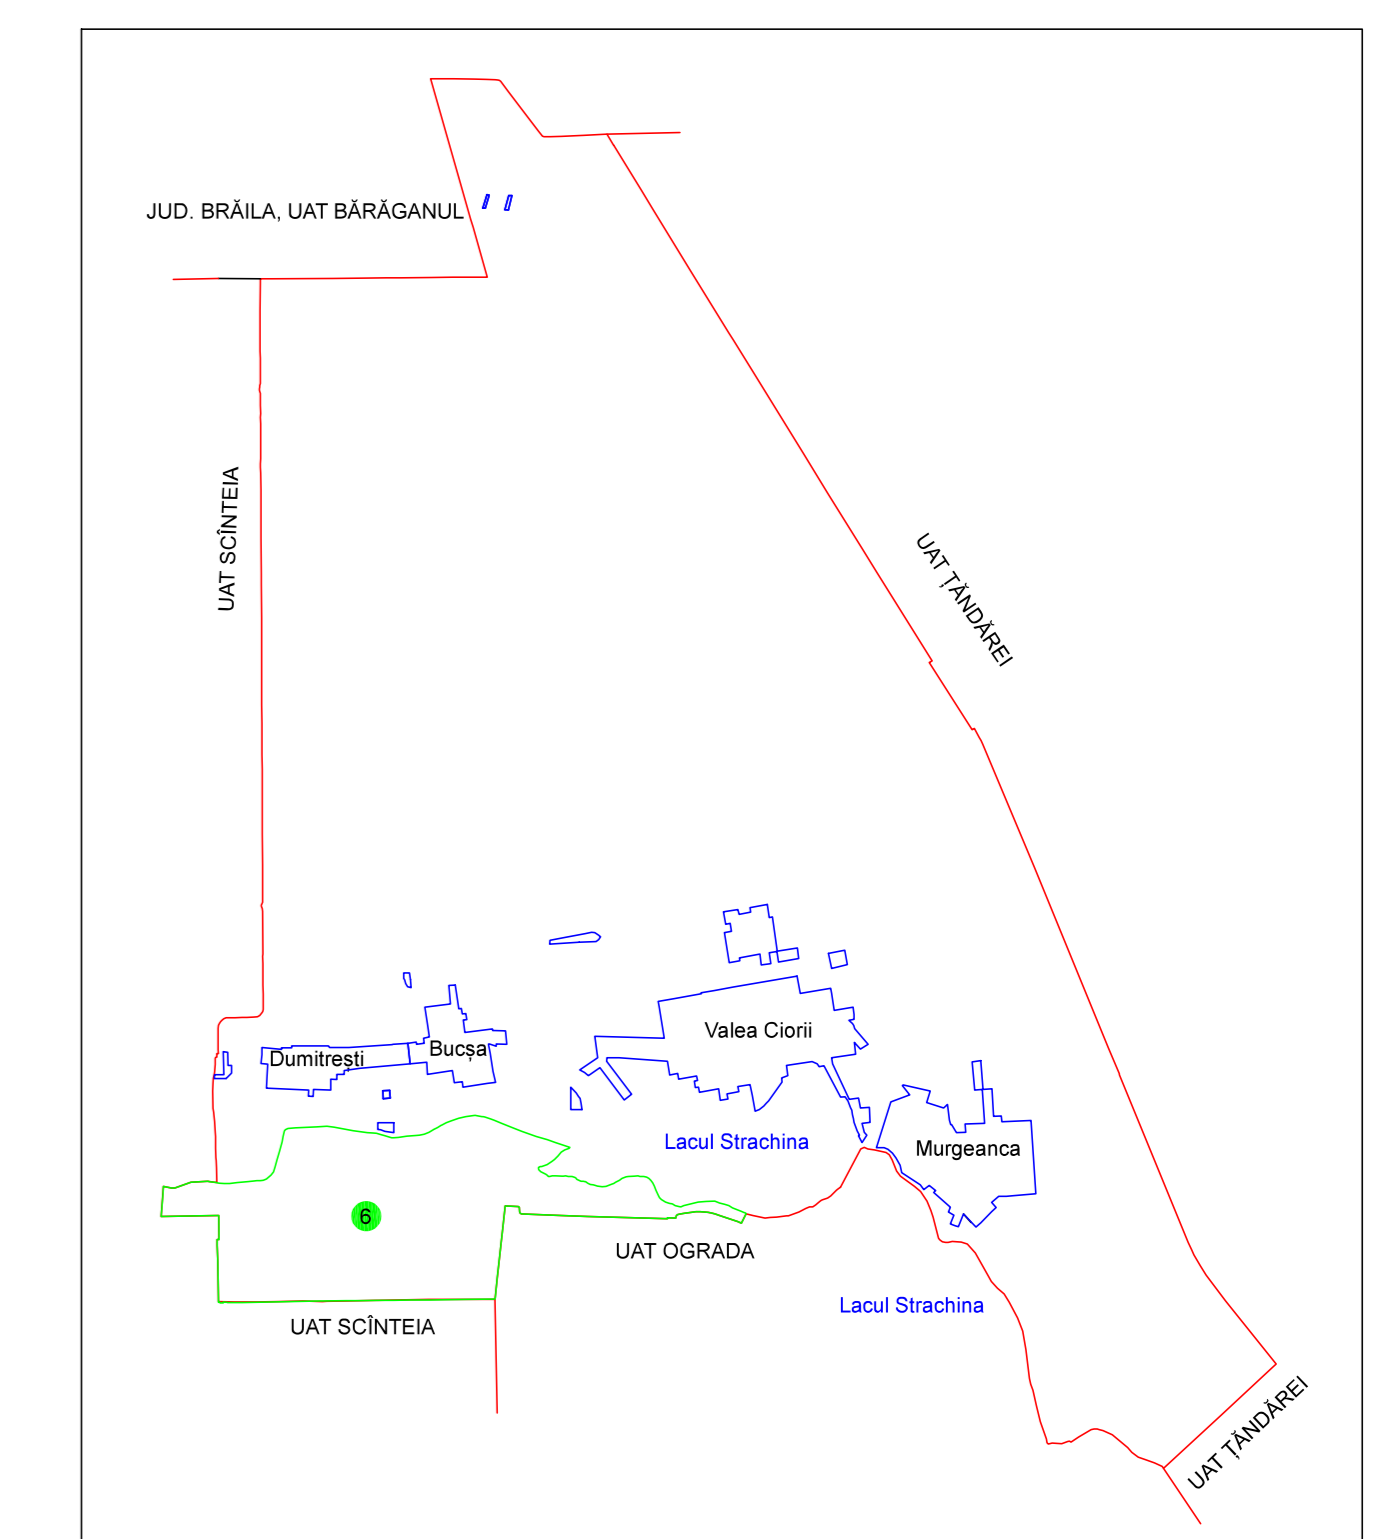 JUD. BRĂILA, UAT BĂRĂGANUL
UAT SCÎNTEIA
UAT ȚĂNDĂREI
Valea Ciorii
Bucșa
Dumitrești
Lacul Strachina
Murgeanca
6
UAT OGRADA
Lacul Strachina
UAT SCÎNTEIA
UAT ȚĂNDĂREI